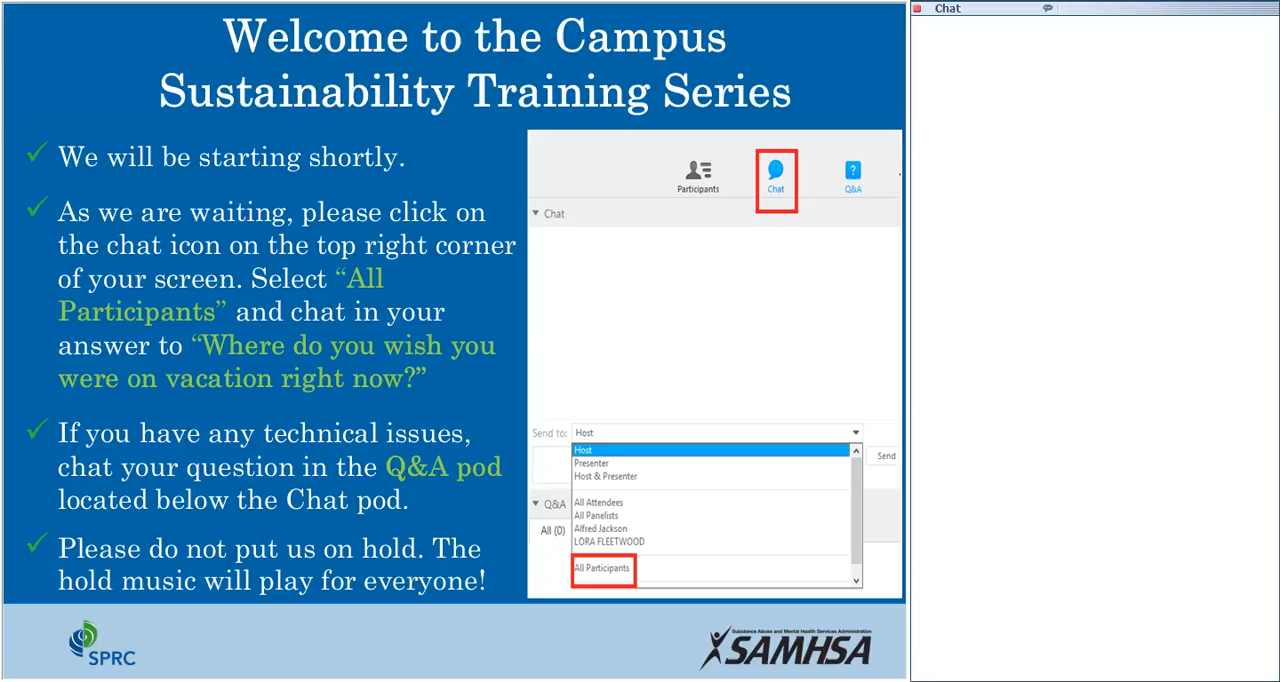 Welcome to the Campus
Sustainability Training Series
✓ We will be starting shortly.
✓ As we are waiting, please click on
the chat icon on the top right corner
of your screen. Select “All
Participants” and chat in your
answer to “Where do you wish you
were on vacation right now?”
✓ If you have any technical issues,
chat your question in the Q&A pod
located below the Chat pod.
✓ Please do not put us on hold. The
hold music will play for everyone!
Participants Chat ? Q&A
Chat
Send to: Host
Host
Presenter
Host & Presenter
Send
All Attendees
Q&A
All Panelists
Alfred Jackson
All (0)
LORA FLEETWOOD
All Participants
SPRC
Substance Abuse and Mental Health Services Administration
SAMHSA
Chat